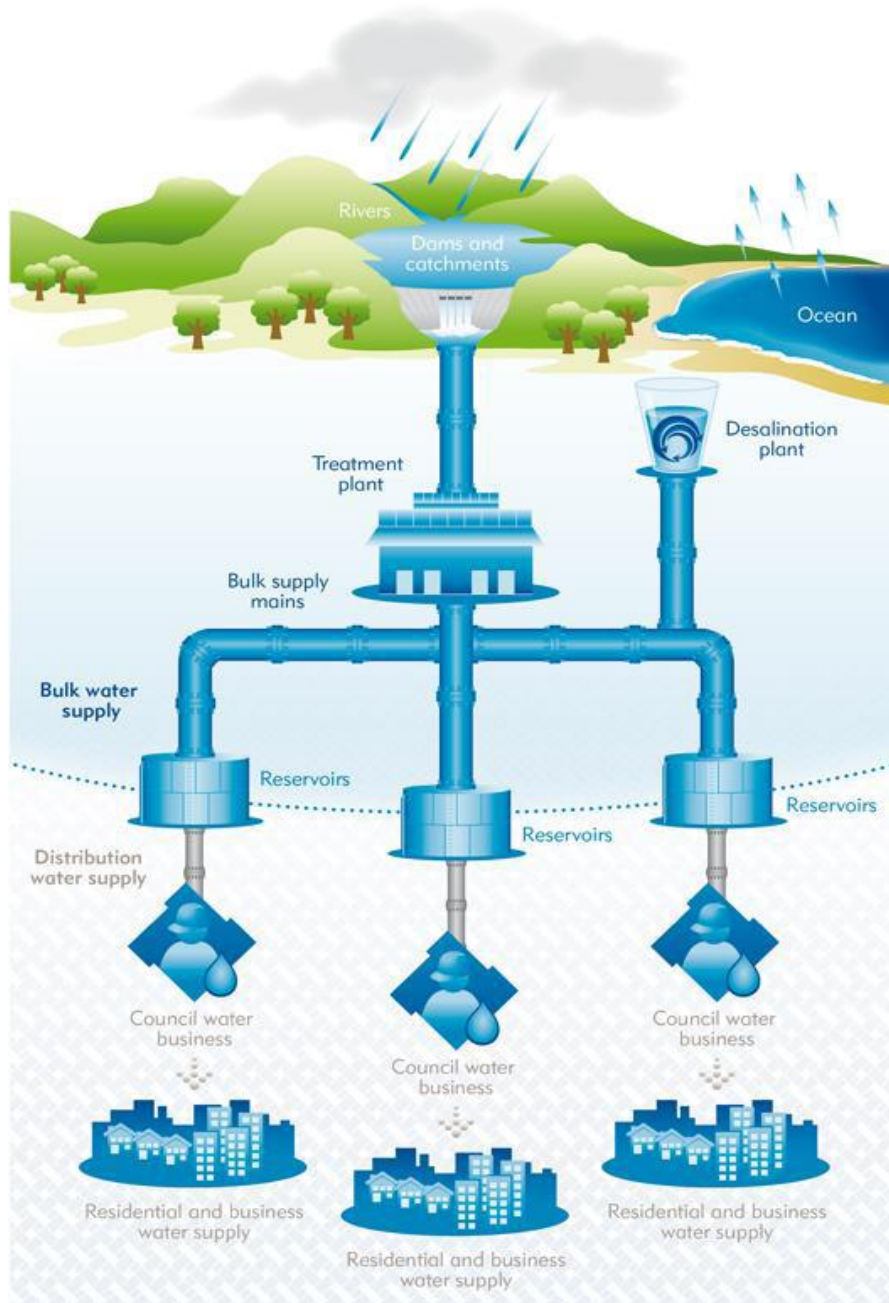 Rivers
Dams and
catchments
Ocean
Desalination
plant
Treatment
plant
Bulk supply
mains
Bulk water
supply
Reservoirs
Reservoirs
Reservoirs
Distribution
water supply
Council water
business
Council water
business
Council water
business
Residential and business
water supply
Residential and business
water supply
Residential and business
water supply